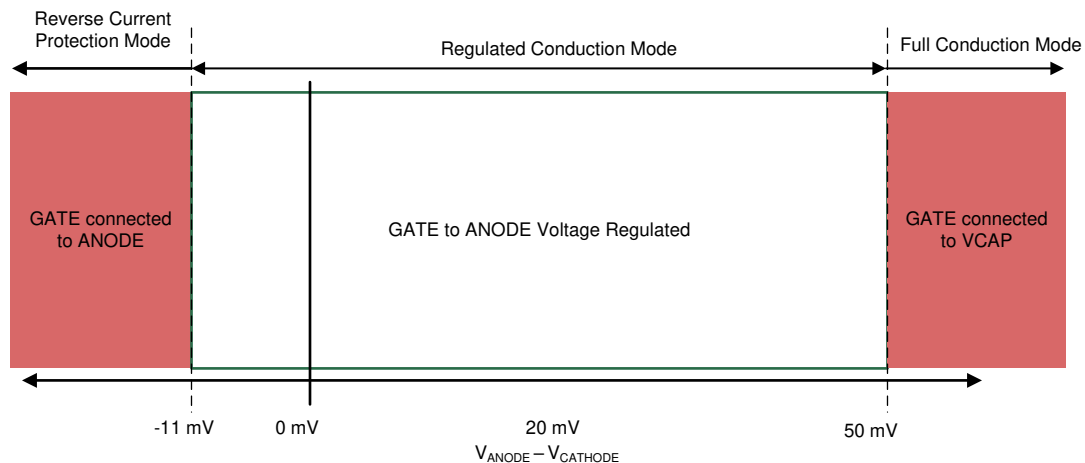 Reverse Current
Protection Mode
Regulated Conduction Mode
Full Conduction Mode
GATE connected
to ANODE
GATE to ANODE Voltage Regulated
GATE connected
to VCAP
-11 mV
0 mV
20 mV
50 mV
VANODE – VCATHODE